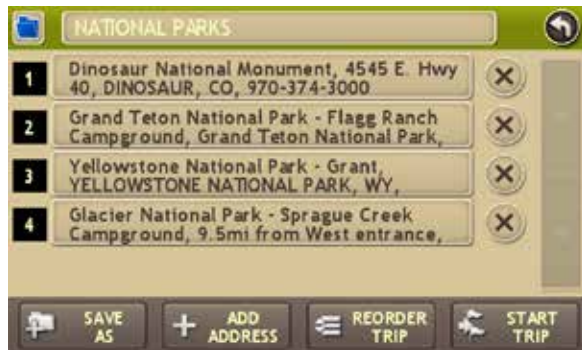 NATIONAL PARKS
1
Dinosaur National Monument, 4545 E. Hwy
40, DINOSAUR, CO, 970-374-3000
2
Grand Teton National Park - Flagg Ranch
Campground, Grand Teton National Park,
3
Yellowstone National Park - Grant,
YELLOWSTONE NATIONAL PARK, WY,
4
Glacier National Park - Sprague Creek
Campground, 9.5mi from West entrance,
SAVE
AS
ADD
ADDRESS
REORDER
TRIP
START
TRIP